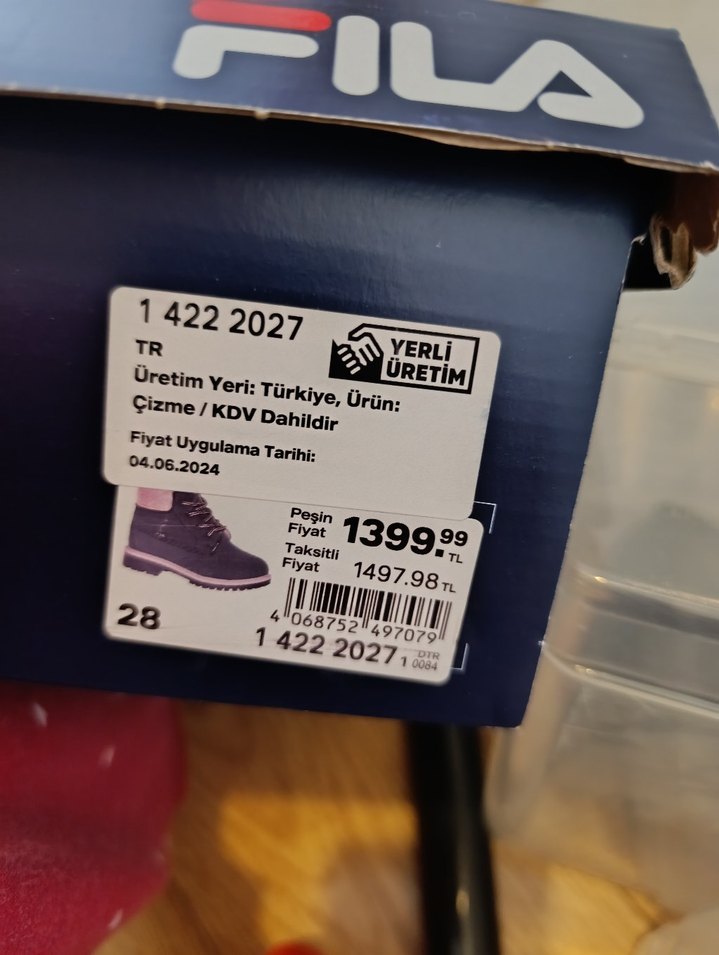 FILA
1 422 2027
YERLİ
ÜRETİM
TR
Üretim Yeri: Türkiye, Ürün:
Çizme / KDV Dahildir
Fiyat Uygulama Tarihi:
04.06.2024
Peşin
Fiyat 1399.99 TL
Taksitli
Fiyat 1497.98 TL
4 068752 497079
28
1 422 2027 1 DTR
0084